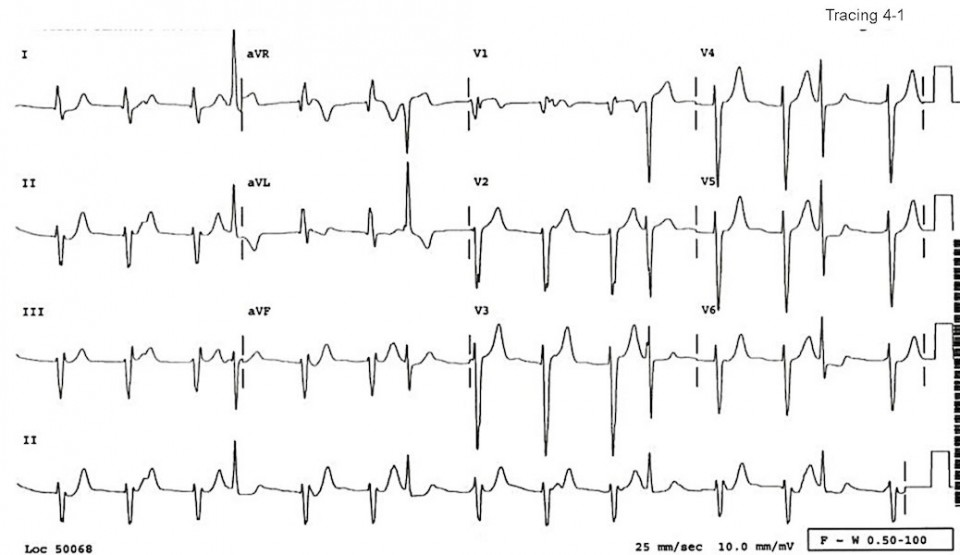 Tracing 4-1
I aVR V1 V4
II aVL V2 V5
III aVF V3 V6
II
Loc 50068 25 mm/sec 10.0 mm/mV F - W 0.50-100